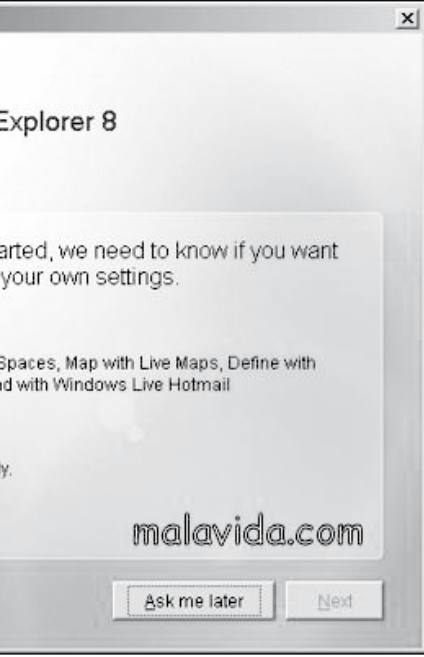 Explorer 8
arted, we need to know if you want
your own settings.
Spaces, Map with Live Maps, Define with
d with Windows Live Hotmail
y.
malavida.com
Ask me later
Next